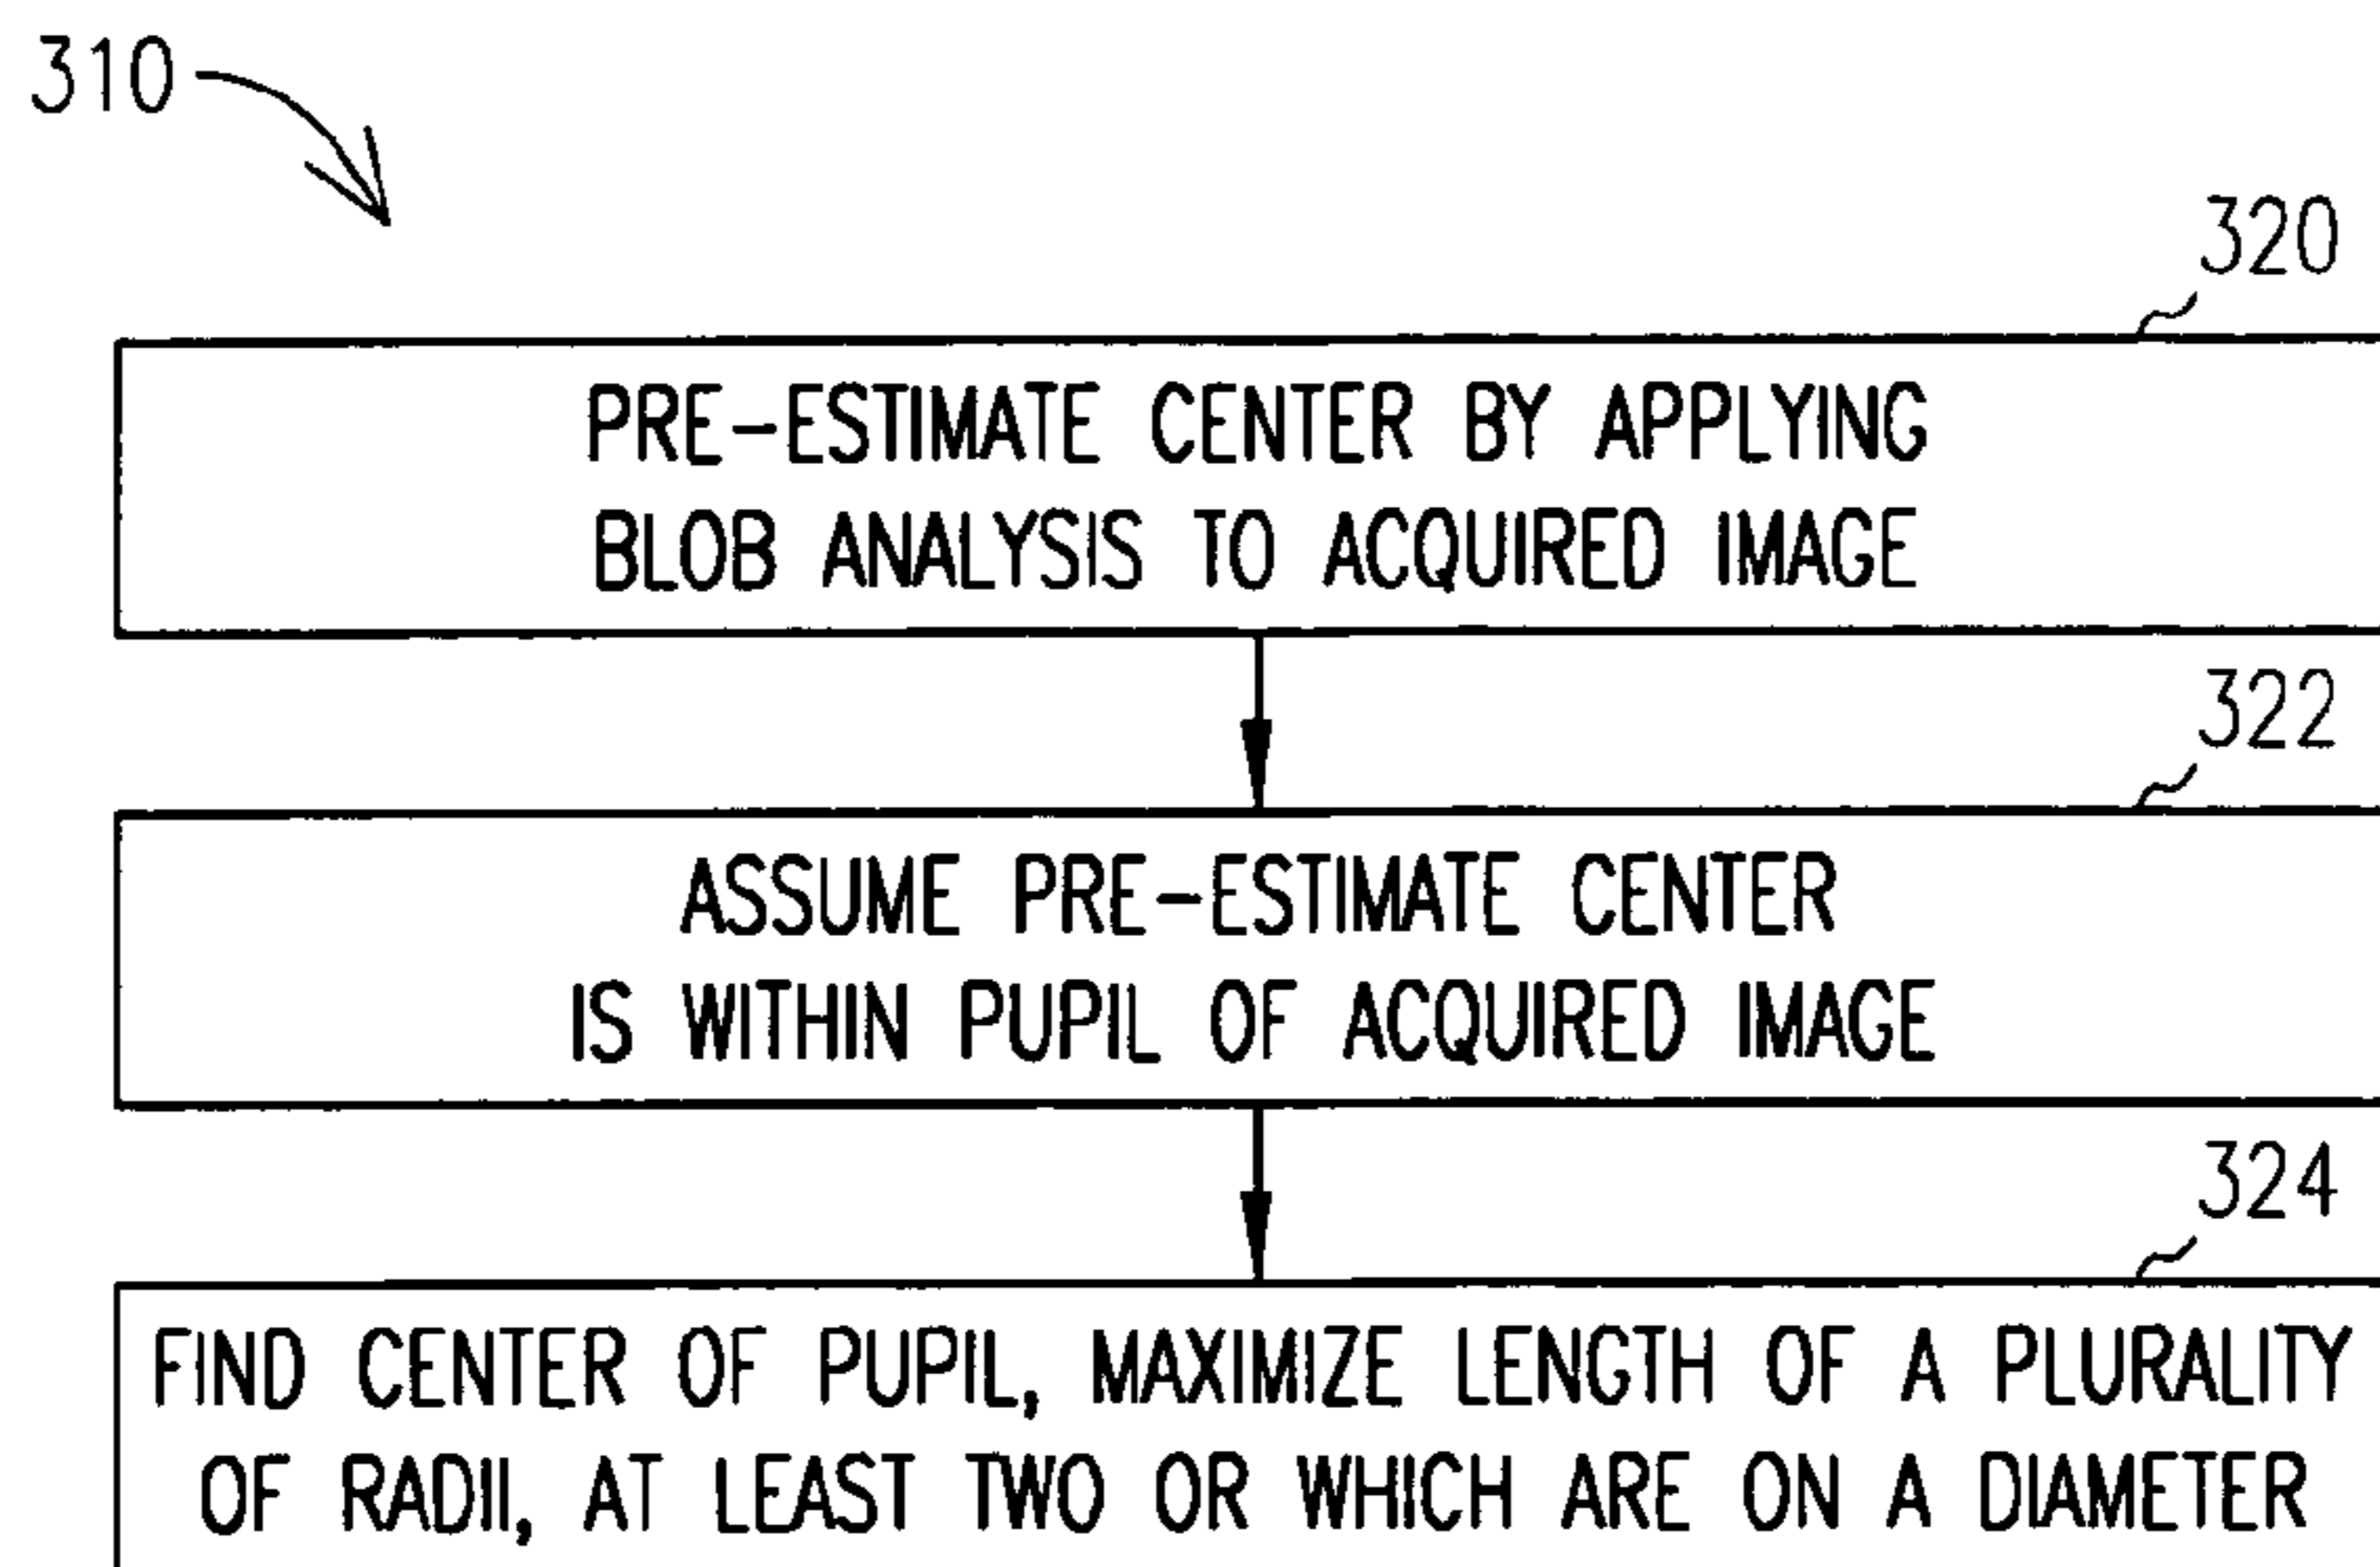 310
320
PRE-ESTIMATE CENTER BY APPLYING
BLOB ANALYSIS TO ACQUIRED IMAGE
322
ASSUME PRE-ESTIMATE CENTER
IS WITHIN PUPIL OF ACQUIRED IMAGE
324
FIND CENTER OF PUPIL, MAXIMIZE LENGTH OF A PLURALITY
OF RADII, AT LEAST TWO OR WHICH ARE ON A DIAMETER